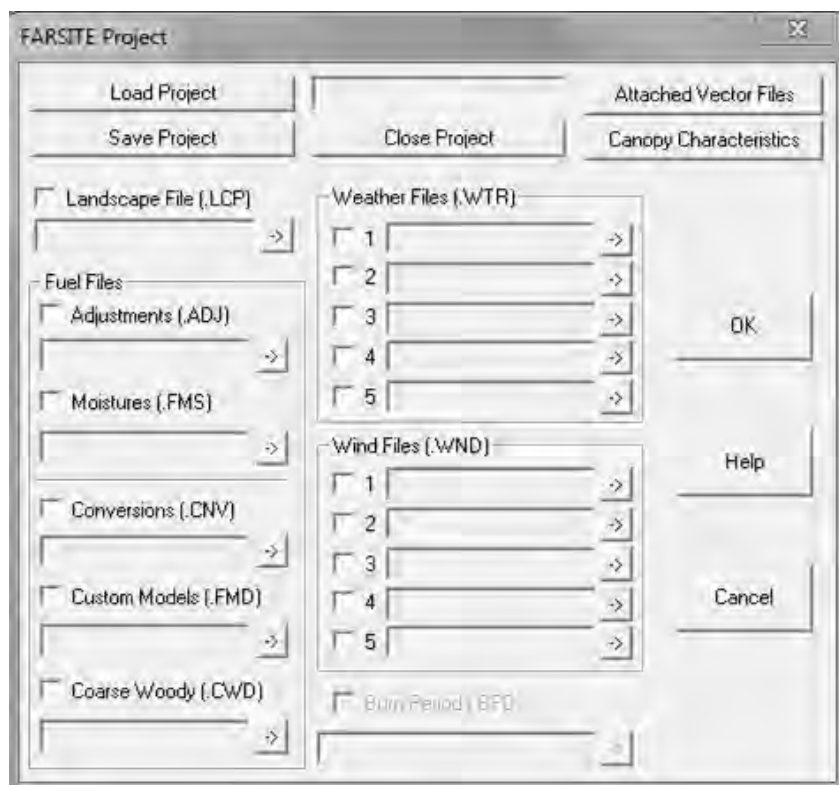 FARSITE Project
Load Project
Attached Vector Files
Save Project
Close Project
Canopy Characteristics
Landscape File (.LCP)
->
Fuel Files
Adjustments (.ADJ)
->
Moistures (.FMS)
->
Conversions (.CNV)
->
Custom Models (.FMD)
->
Coarse Woody (.CWD)
->
Weather Files (.WTR)
1 ->
2 ->
3 ->
4 ->
5 ->
Wind Files (.WND)
1 ->
2 ->
3 ->
4 ->
5 ->
Burn Period
OK
Help
Cancel